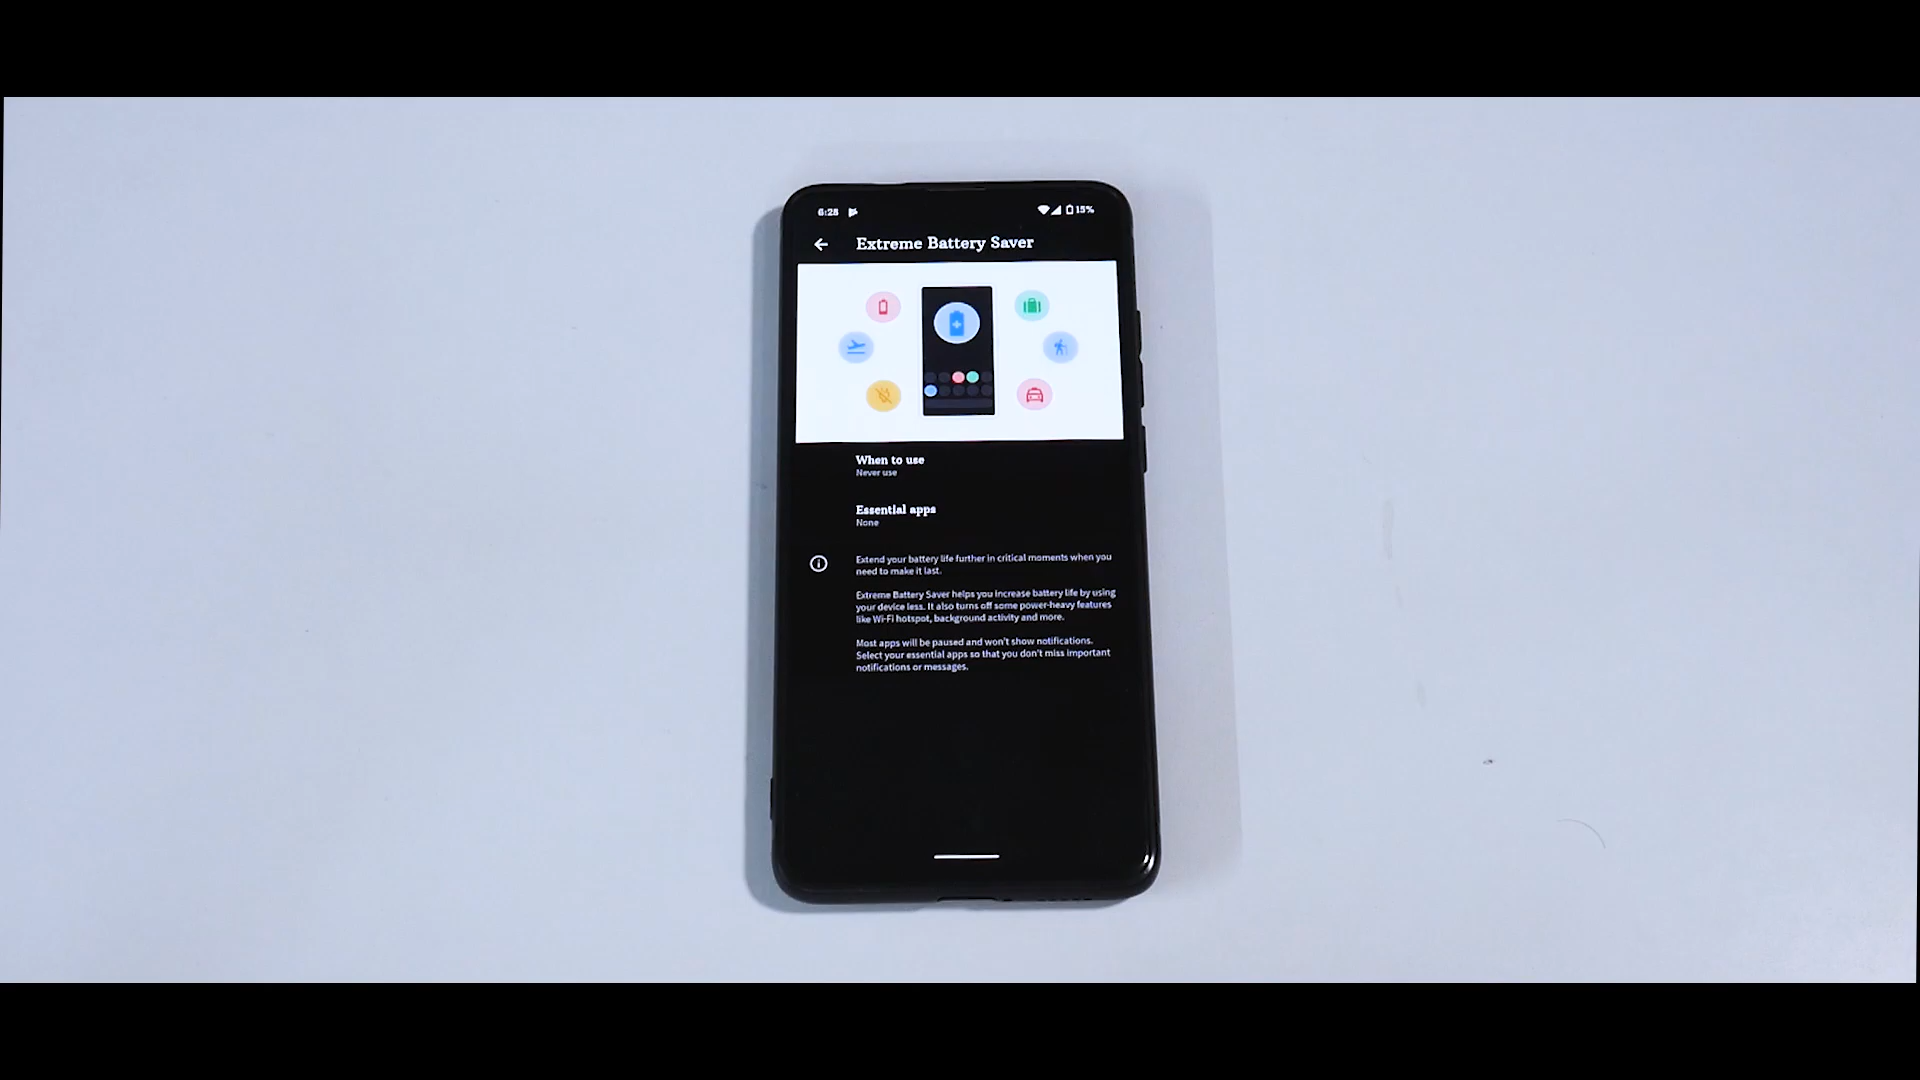 6:28
15%
Extreme Battery Saver
When to use
Never use
Essential apps
None
Extend your battery life further in critical moments when you
need to make it last.
Extreme Battery Saver helps you increase battery life by using
your device less. It also turns off some power-heavy features
like Wi-Fi hotspot, background activity and more.
Most apps will be paused and won't show notifications.
Select your essential apps so that you don't miss important
notifications or messages.